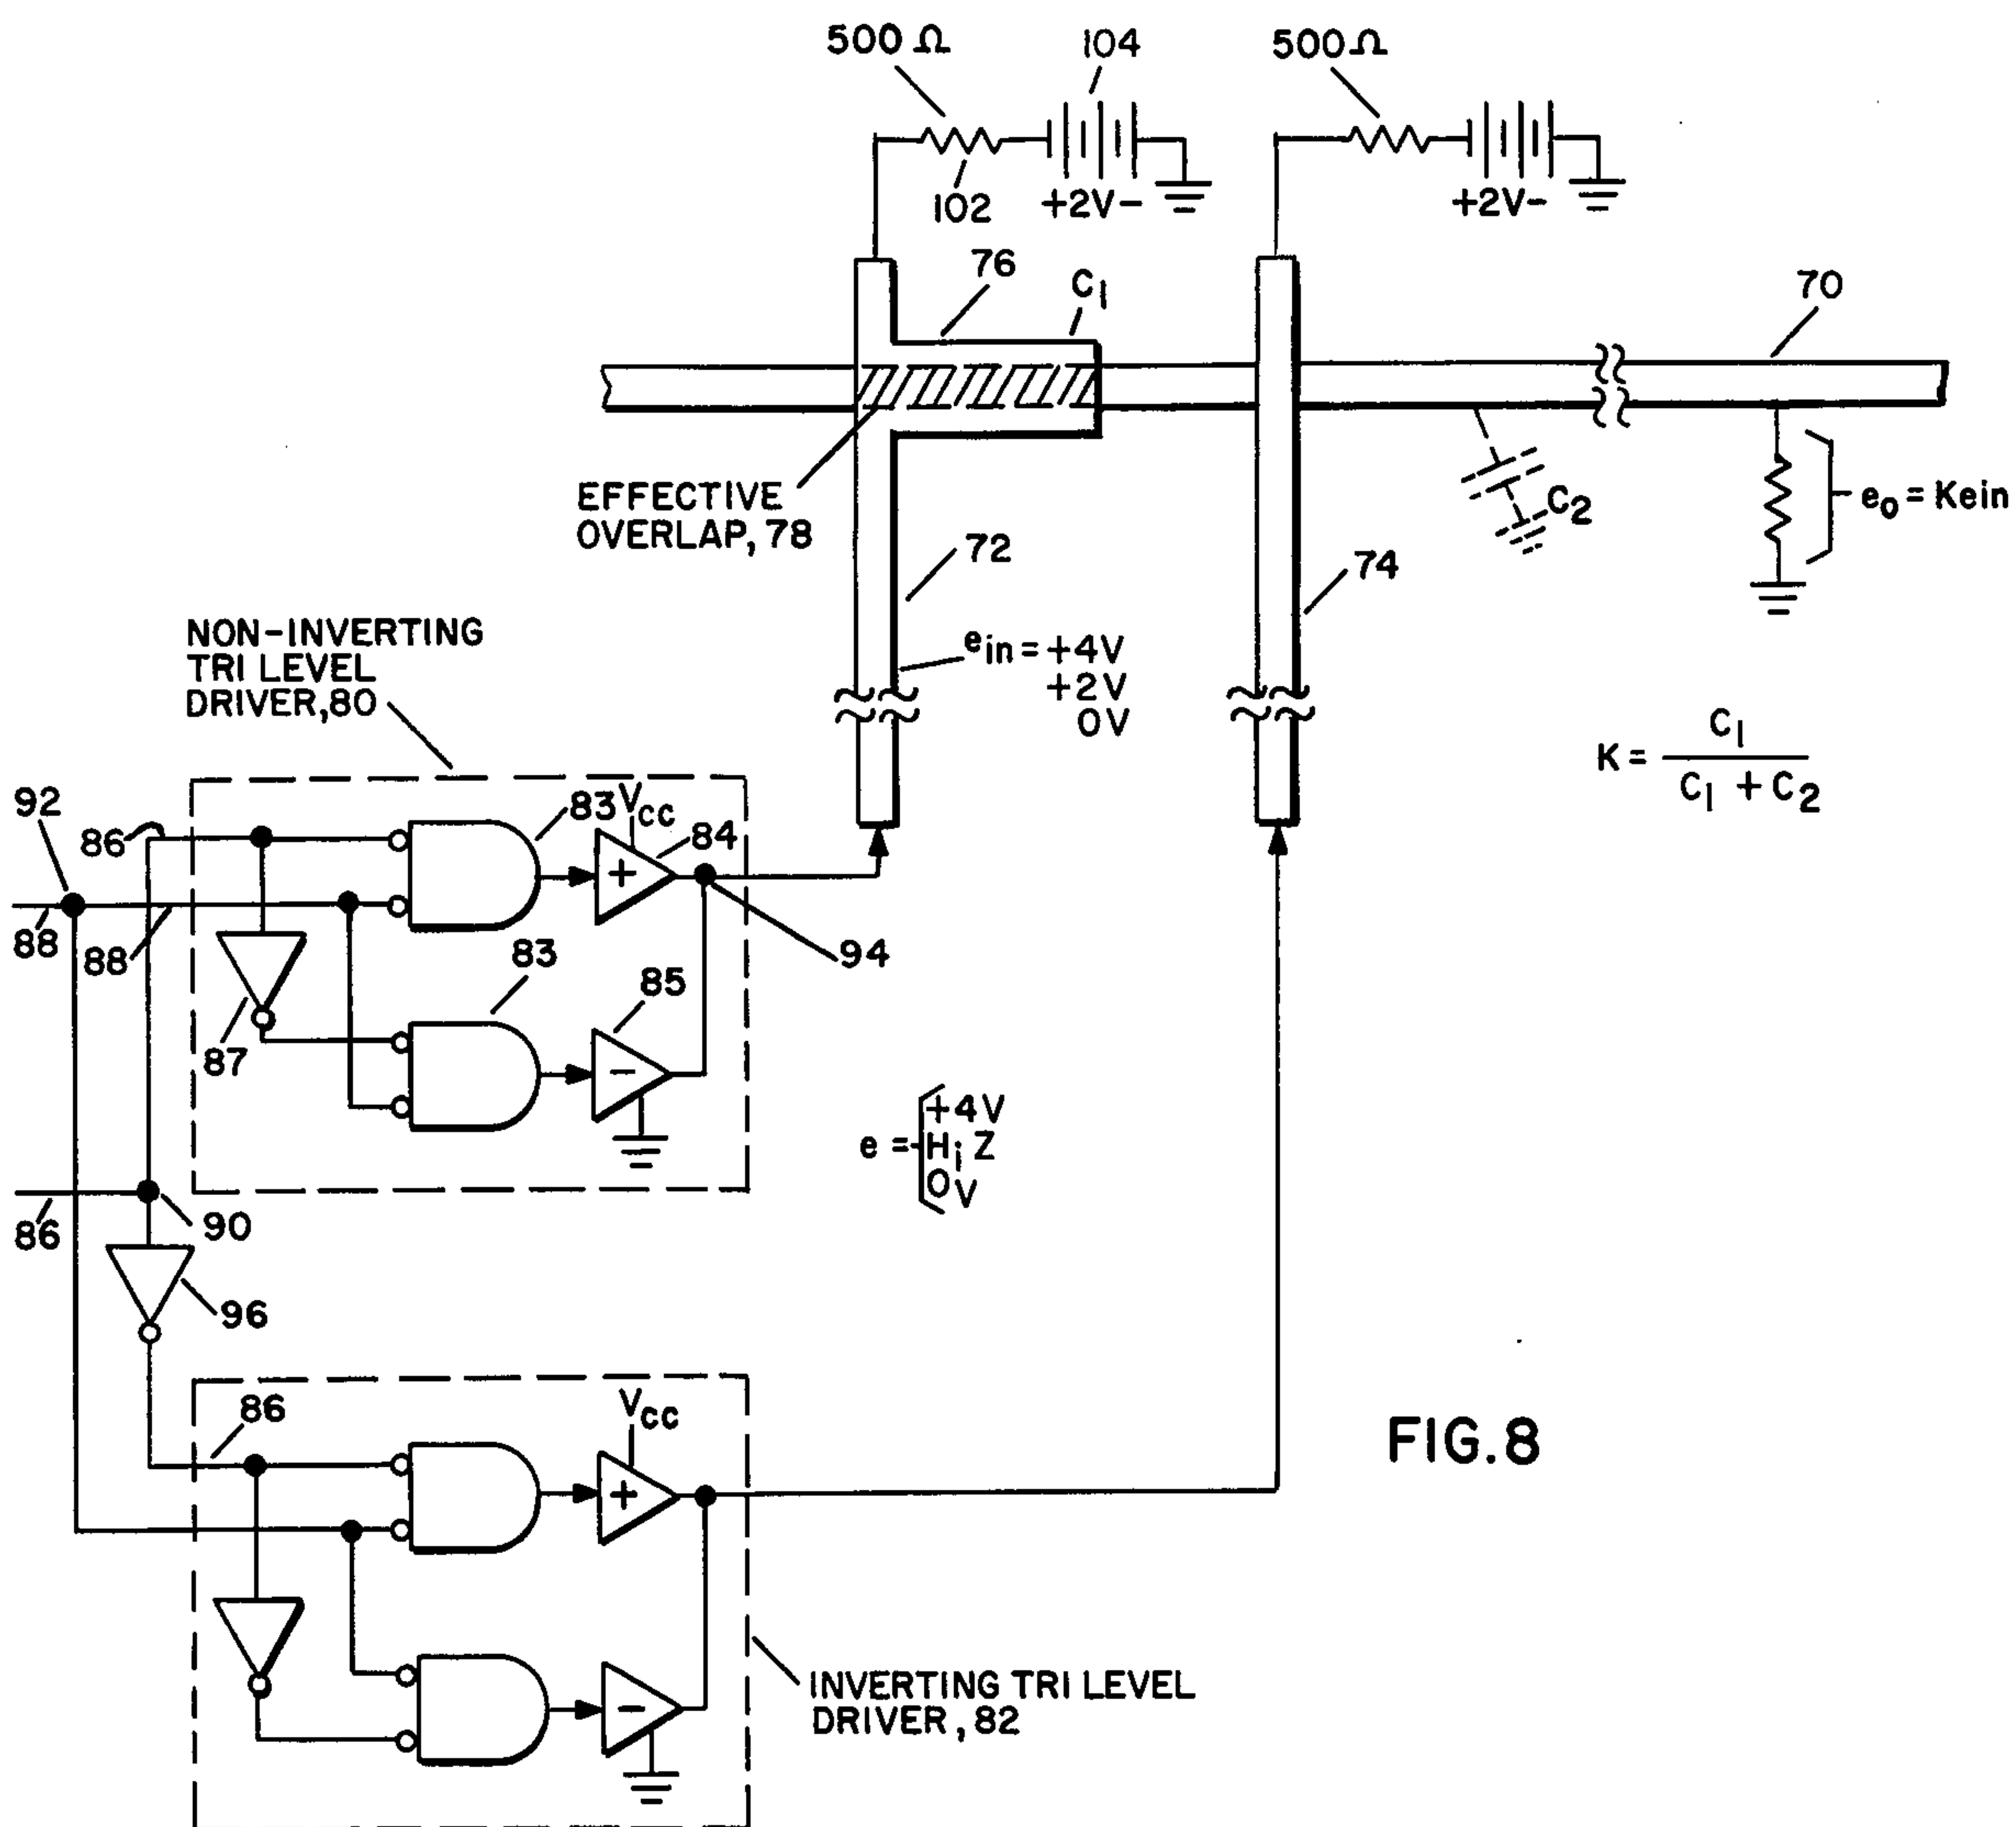 500 Ω
104
500 Ω
102
+2V-
+2V-
76
C1
70
EFFECTIVE
OVERLAP, 78
C2
eo = Kein
72
74
NON-INVERTING
TRI LEVEL
DRIVER,80
ein = +4V
+2V
0V
K = C1
C1 + C2
92
86
83
Vcc
84
88
88
94
83
85
87
e = +4V
HiZ
0V
86
90
96
86
Vcc
FIG.8
INVERTING TRI LEVEL
DRIVER, 82
+
-
+
-